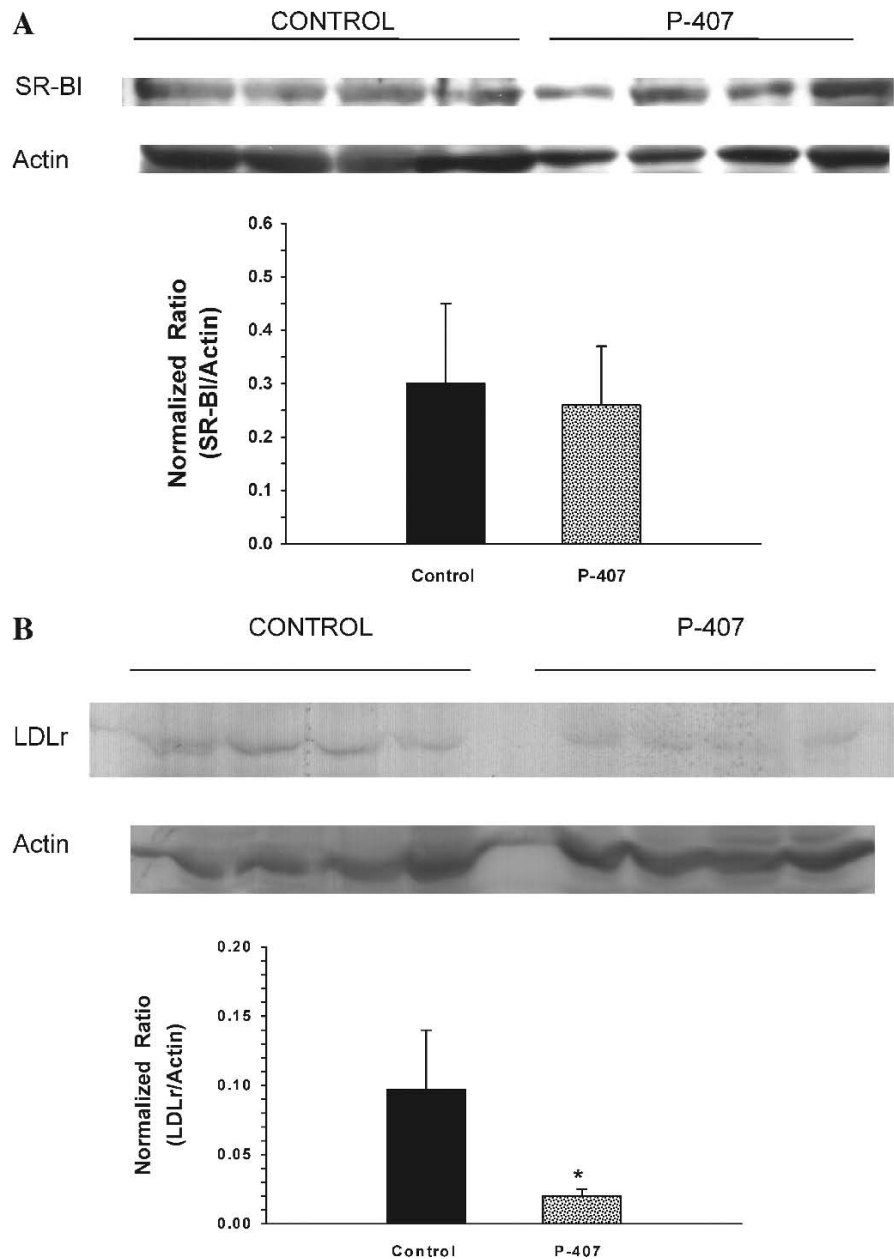 A
CONTROL P-407
SR-BI
Actin
Normalized Ratio
(SR-BI/Actin)
0.6
0.5
0.4
0.3
0.2
0.1
0.0
Control P-407
B
CONTROL P-407
LDLr
Actin
Normalized Ratio
(LDLr/Actin)
0.20
0.15
0.10
0.05
0.00
*
Control P-407